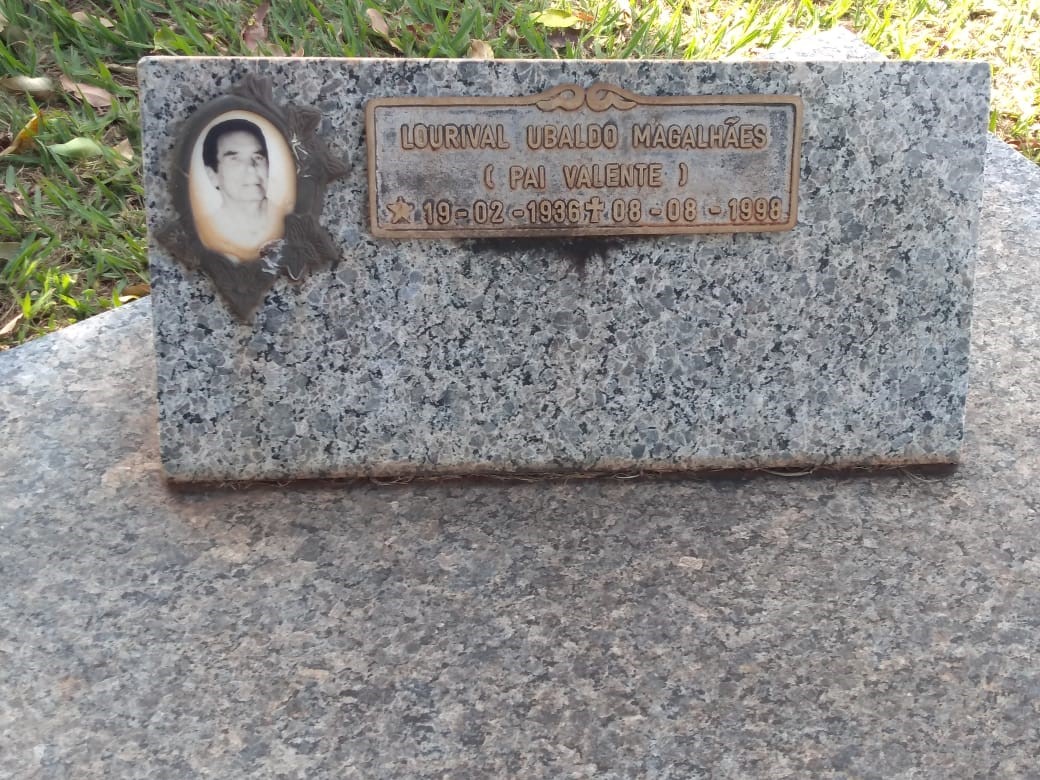 LOURIVAL UBALDO MAGALHÃES
( PAI VALENTE )
★ 19-02-1936 ✝ 08-08-1998